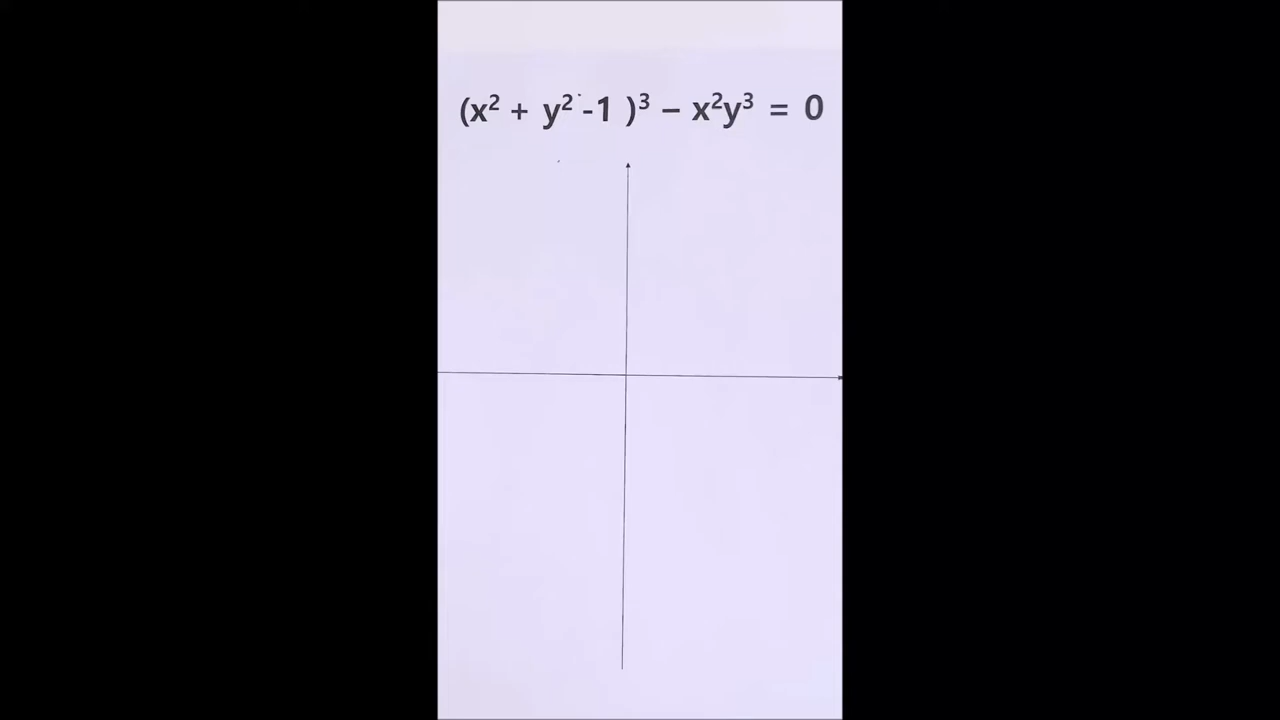 (x² + y² -1 )³ – x²y³ = 0